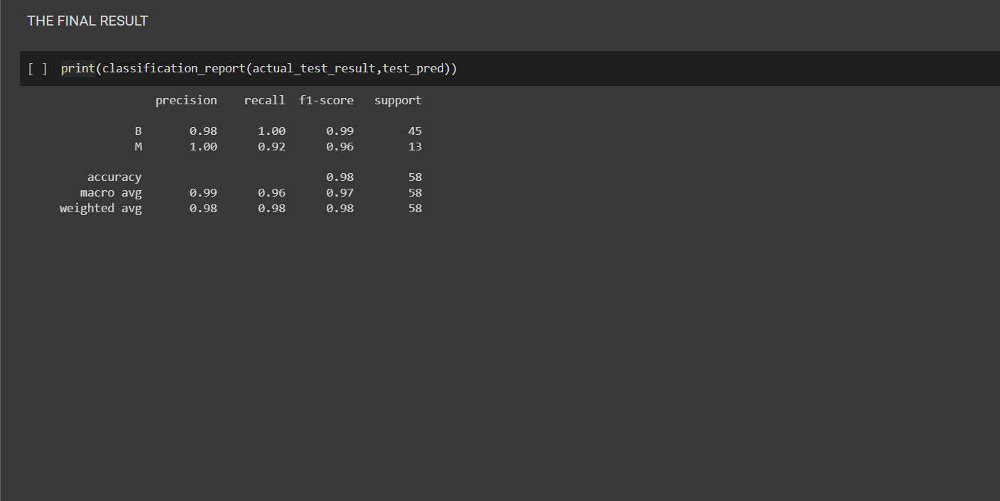 THE FINAL RESULT
[ ] print(classification_report(actual_test_result,test_pred))
precision recall f1-score support
B 0.98 1.00 0.99 45
M 1.00 0.92 0.96 13
accuracy 0.98 58
macro avg 0.99 0.96 0.97 58
weighted avg 0.98 0.98 0.98 58